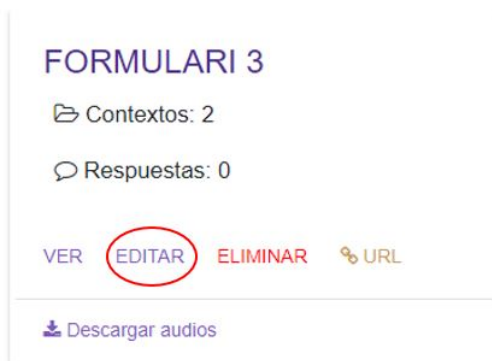 FORMULARI 3
Contextos: 2
Respuestas: 0
VER EDITAR ELIMINAR URL
Descargar audios